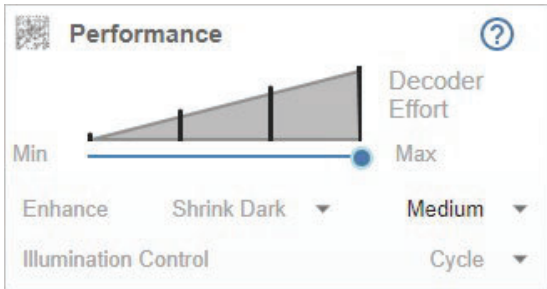 Performance ?
Decoder
Effort
Min Max
Enhance Shrink Dark Medium
Illumination Control Cycle